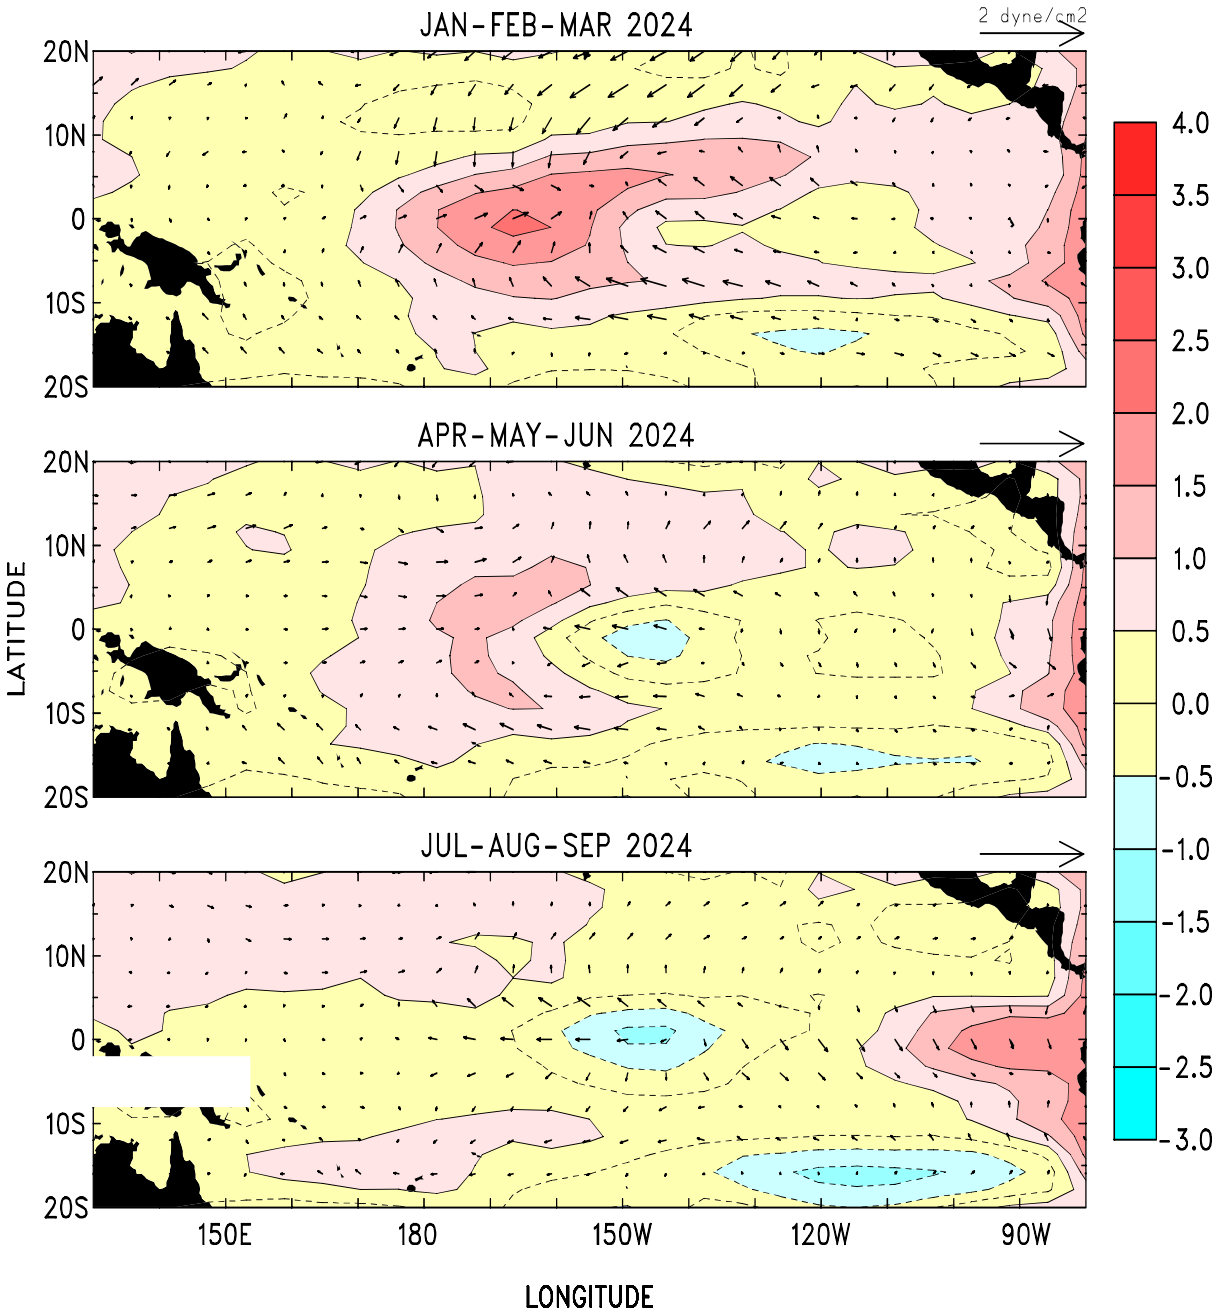 JAN-FEB-MAR 2024
2 dyne/cm2
20N
10N
0
10S
20S
APR-MAY-JUN 2024
20N
10N
0
10S
20S
LATITUDE
JUL-AUG-SEP 2024
20N
10N
0
10S
20S
150E 180 150W 120W 90W
LONGITUDE
4.0
3.5
3.0
2.5
2.0
1.5
1.0
0.5
0.0
-0.5
-1.0
-1.5
-2.0
-2.5
-3.0